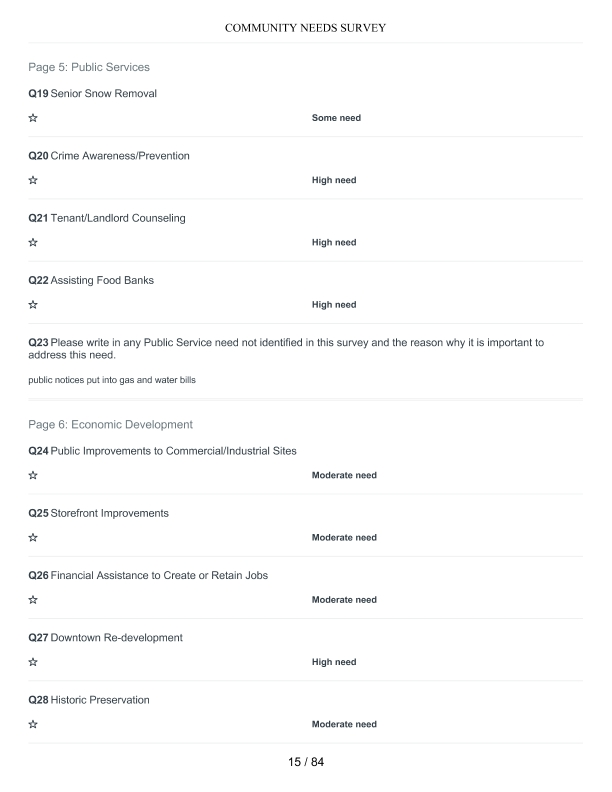 COMMUNITY NEEDS SURVEY
Page 5: Public Services
Q19 Senior Snow Removal
☆ Some need
Q20 Crime Awareness/Prevention
☆ High need
Q21 Tenant/Landlord Counseling
☆ High need
Q22 Assisting Food Banks
☆ High need
Q23 Please write in any Public Service need not identified in this survey and the reason why it is important to
address this need.
public notices put into gas and water bills
Page 6: Economic Development
Q24 Public Improvements to Commercial/Industrial Sites
☆ Moderate need
Q25 Storefront Improvements
☆ Moderate need
Q26 Financial Assistance to Create or Retain Jobs
☆ Moderate need
Q27 Downtown Re-development
☆ High need
Q28 Historic Preservation
☆ Moderate need
15 / 84